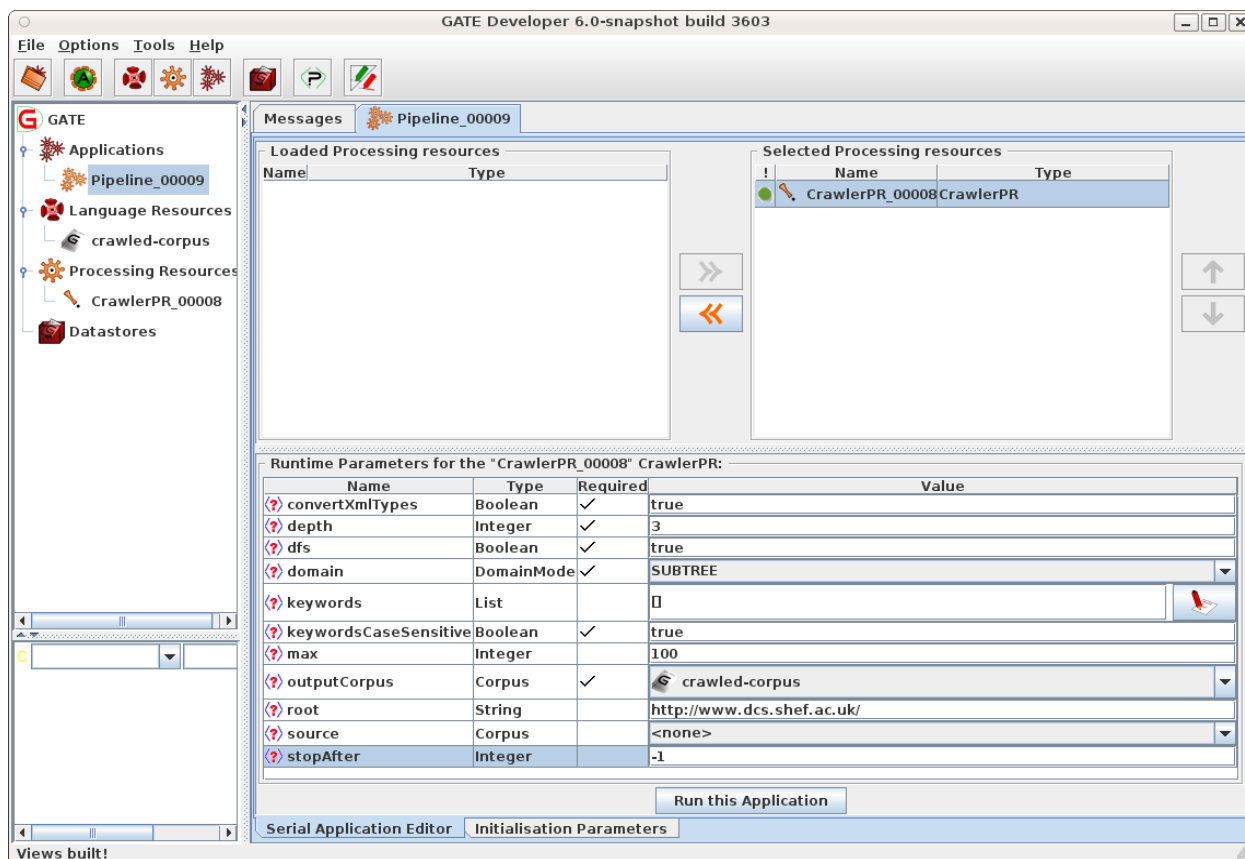 GATE Developer 6.0-snapshot build 3603
File Options Tools Help
GATE
Applications
Pipeline_00009
Language Resources
crawled-corpus
Processing Resources
CrawlerPR_00008
Datastores
Messages Pipeline_00009
Loaded Processing resources
Name Type
Selected Processing resources
! Name Type
CrawlerPR_00008 CrawlerPR
Runtime Parameters for the "CrawlerPR_00008" CrawlerPR:
Name Type Required Value
<?> convertXmlTypes Boolean ✓ true
<?> depth Integer ✓ 3
<?> dfs Boolean ✓ true
<?> domain DomainMode ✓ SUBTREE
<?> keywords List []
<?> keywordsCaseSensitive Boolean ✓ true
<?> max Integer 100
<?> outputCorpus Corpus ✓ crawled-corpus
<?> root String http://www.dcs.shef.ac.uk/
<?> source Corpus <none>
<?> stopAfter Integer -1
Run this Application
Serial Application Editor Initialisation Parameters
C
Views built!